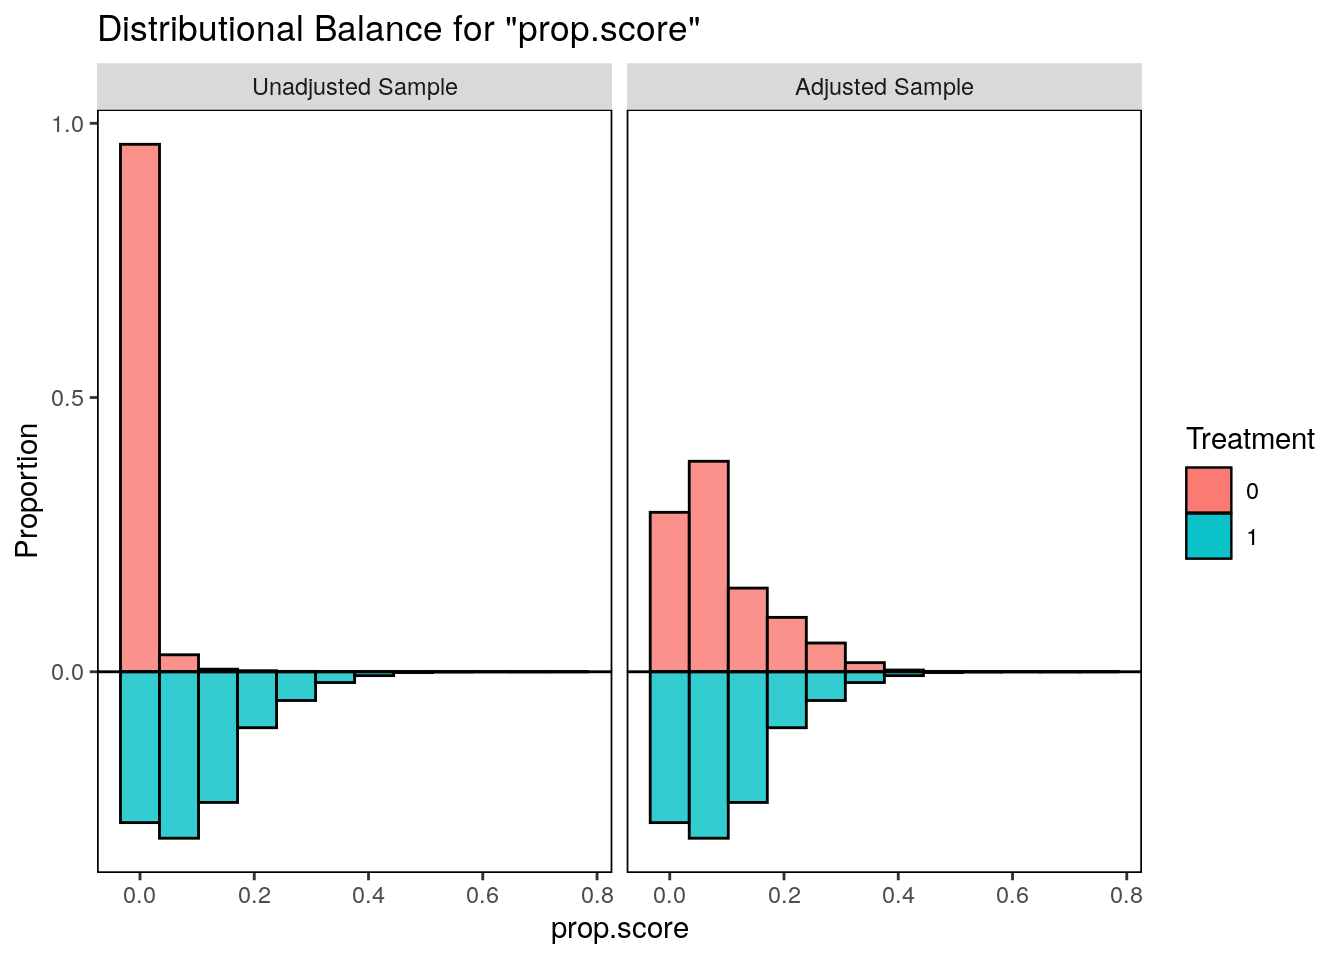 Distributional Balance for "prop.score"
Unadjusted Sample
Adjusted Sample
1.0
0.5
0.0
Proportion
0.0 0.2 0.4 0.6 0.8
0.0 0.2 0.4 0.6 0.8
prop.score
Treatment
0
1